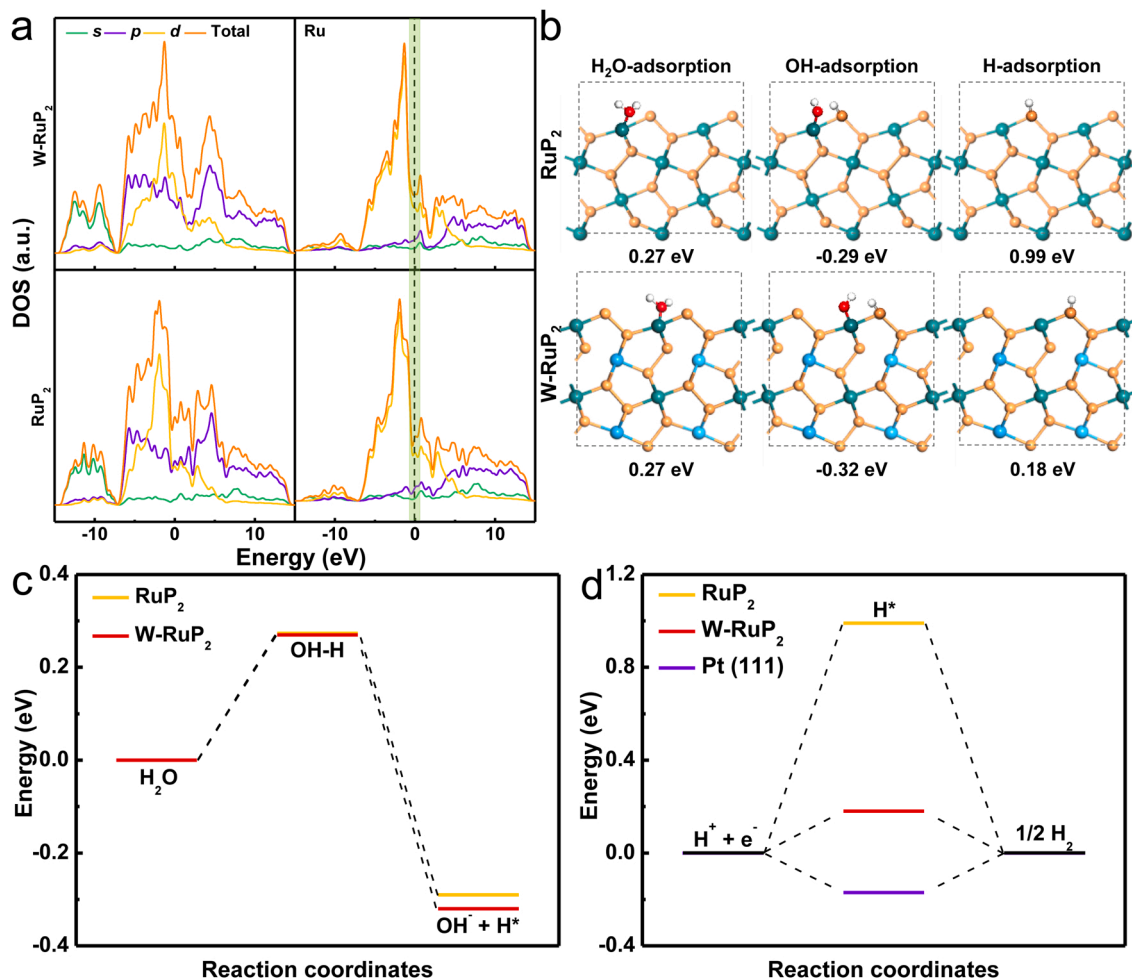 a
s p d Total
Ru
W-RuP2
RuP2
DOS (a.u.)
-10 0 10 -10 0 10
Energy (eV)
b
H2O-adsorption OH-adsorption H-adsorption
RuP2
0.27 eV -0.29 eV 0.99 eV
W-RuP2
0.27 eV -0.32 eV 0.18 eV
c
0.4
0.2
0.0
-0.2
-0.4
Energy (eV)
RuP2
W-RuP2
OH-H
H2O
OH- + H*
Reaction coordinates
d
1.2
0.8
0.4
0.0
-0.4
Energy (eV)
RuP2
W-RuP2
Pt (111)
H*
H+ + e-
1/2 H2
Reaction coordinates